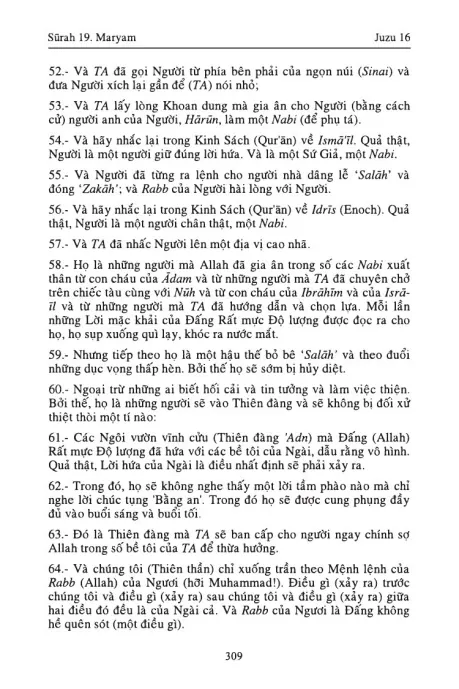 Sūrah 19. Maryam Juzu 16
52.- Và TA đã gọi Người từ phía bên phải của ngọn núi (Sinai) và
đưa Người xích lại gần để (TA) nói nhỏ;
53.- Và TA lấy lòng Khoan dung mà gia ân cho Người (bằng cách
cử) người anh của Người, Hārūn, làm một Nabi (để phụ tá).
54.- Và hãy nhắc lại trong Kinh Sách (Qur'ān) về Ismā'īl. Quả thật,
Người là một người giữ đúng lời hứa. Và là một Sứ Giả, một Nabi.
55.- Và Người đã từng ra lệnh cho người nhà dâng lễ ‘Salāh’ và
đóng ‘Zakāh’; và Rabb của Người hài lòng với Người.
56.- Và hãy nhắc lại trong Kinh Sách (Qur'ān) về Idrīs (Enoch). Quả
thật, Người là một người chân thật, một Nabi.
57.- Và TA đã nhấc Người lên một địa vị cao nhã.
58.- Họ là những người mà Allah đã gia ân trong số các Nabi xuất
thân từ con cháu của Ādam và từ những người mà TA đã chuyên chở
trên chiếc tàu cùng với Nūh và từ con cháu của Ibrāhīm và của Isrā-
īl và từ những người mà TA đã hướng dẫn và chọn lựa. Mỗi lần
những Lời mặc khải của Đấng Rất mực Độ lượng được đọc ra cho
họ, họ sụp xuống quì lạy, khóc ra nước mắt.
59.- Nhưng tiếp theo họ là một hậu thế bỏ bê ‘Salāh’ và theo đuổi
những dục vọng thấp hèn. Bởi thế họ sẽ sớm bị hủy diệt.
60.- Ngoại trừ những ai biết hối cải và tin tưởng và làm việc thiện.
Bởi thế, họ là những người sẽ vào Thiên đàng và sẽ không bị đối xử
thiệt thòi một tí nào:
61.- Các Ngôi vườn vĩnh cửu (Thiên đàng 'Adn) mà Đấng (Allah)
Rất mực Độ lượng đã hứa với các bề tôi của Ngài, dẫu rằng vô hình.
Quả thật, Lời hứa của Ngài là điều nhất định sẽ phải xảy ra.
62.- Trong đó, họ sẽ không nghe thấy một lời tầm phào nào mà chỉ
nghe lời chúc tụng 'Bằng an'. Trong đó họ sẽ được cung phụng đầy
đủ vào buổi sáng và buổi tối.
63.- Đó là Thiên đàng mà TA sẽ ban cấp cho người ngay chính sợ
Allah trong số bề tôi của TA để thừa hưởng.
64.- Và chúng tôi (Thiên thần) chỉ xuống trần theo Mệnh lệnh của
Rabb (Allah) của Ngươi (hỡi Muhammad!). Điều gì (xảy ra) trước
chúng tôi và điều gì (xảy ra) sau chúng tôi và điều gì (xảy ra) giữa
hai điều đó đều là của Ngài cả. Và Rabb của Ngươi là Đấng không
hề quên sót (một điều gì).
309